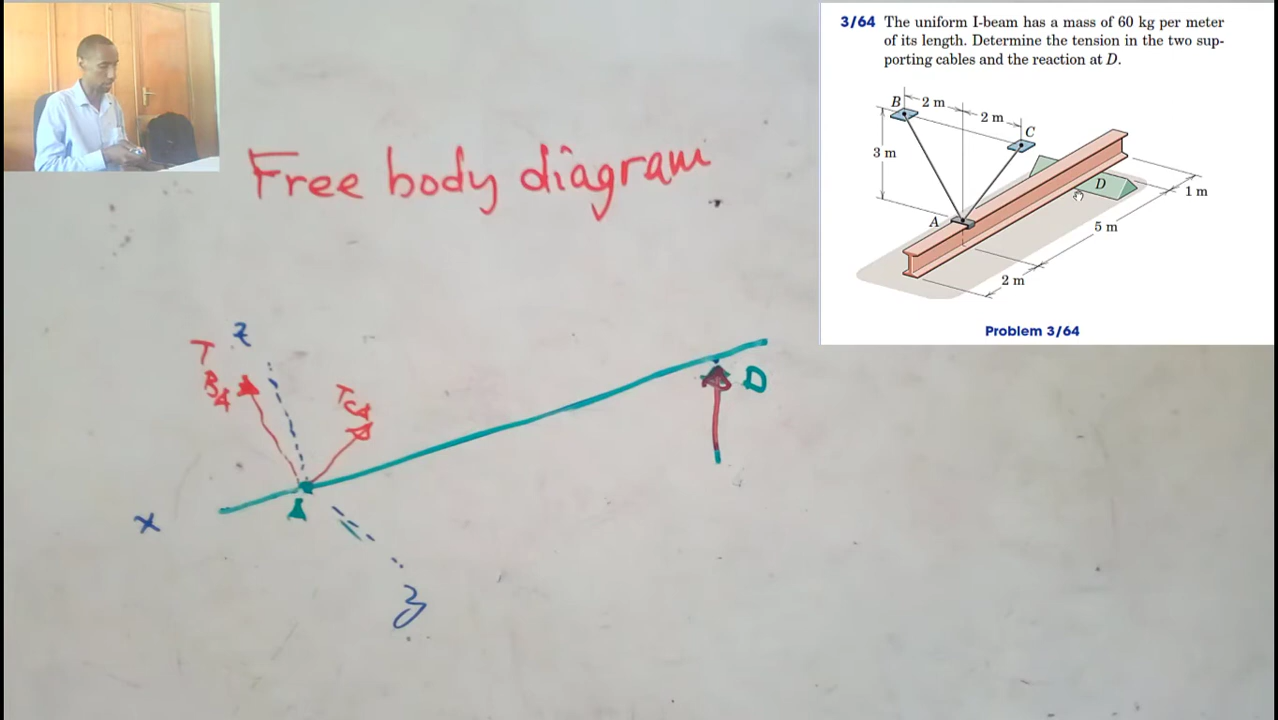 3/64 The uniform I-beam has a mass of 60 kg per meter
of its length. Determine the tension in the two sup-
porting cables and the reaction at D.
B
2 m
2 m
C
3 m
D
1 m
A
5 m
2 m
Problem 3/64
Free body diagram
Z
T
BA
TCA
D
A
x